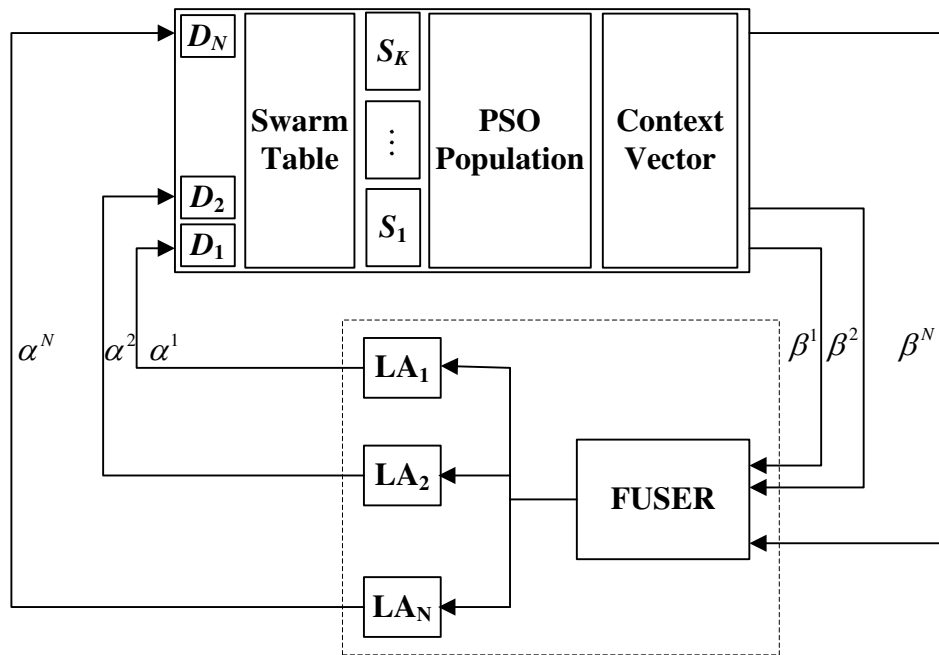 D_N
S_K
Swarm
Table
⋮
PSO
Population
Context
Vector
D_2
D_1
S_1
α^N
α^2
α^1
β^1
β^2
β^N
LA_1
LA_2
FUSER
LA_N